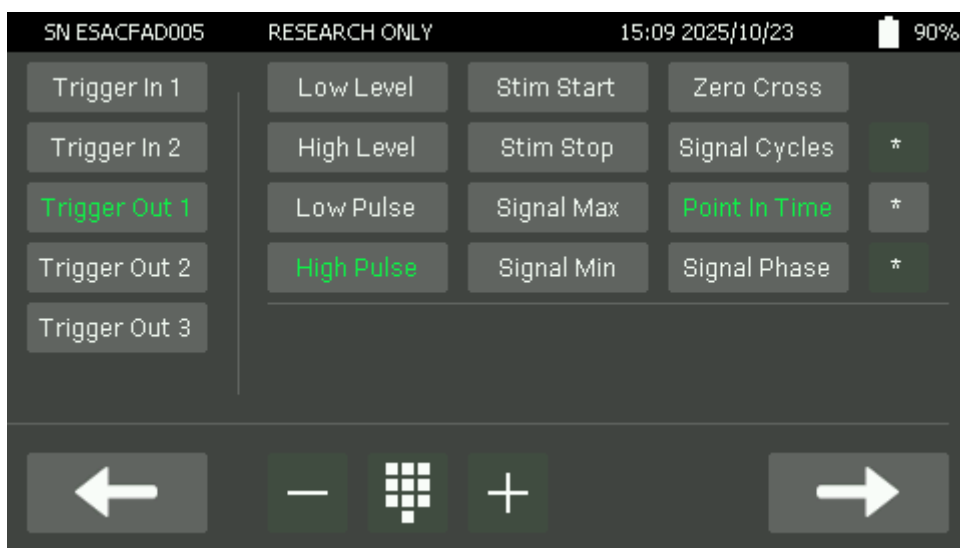 SN ESACFAD005 RESEARCH ONLY 15:09 2025/10/23 90%
Trigger In 1 Low Level Stim Start Zero Cross
Trigger In 2 High Level Stim Stop Signal Cycles *
Trigger Out 1 Low Pulse Signal Max Point In Time *
Trigger Out 2 High Pulse Signal Min Signal Phase *
Trigger Out 3